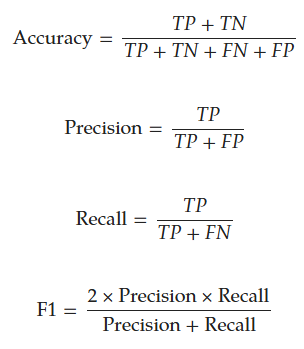 Accuracy = TP + TN / TP + TN + FN + FP
Precision = TP / TP + FP
Recall = TP / TP + FN
F1 = 2 × Precision × Recall / Precision + Recall